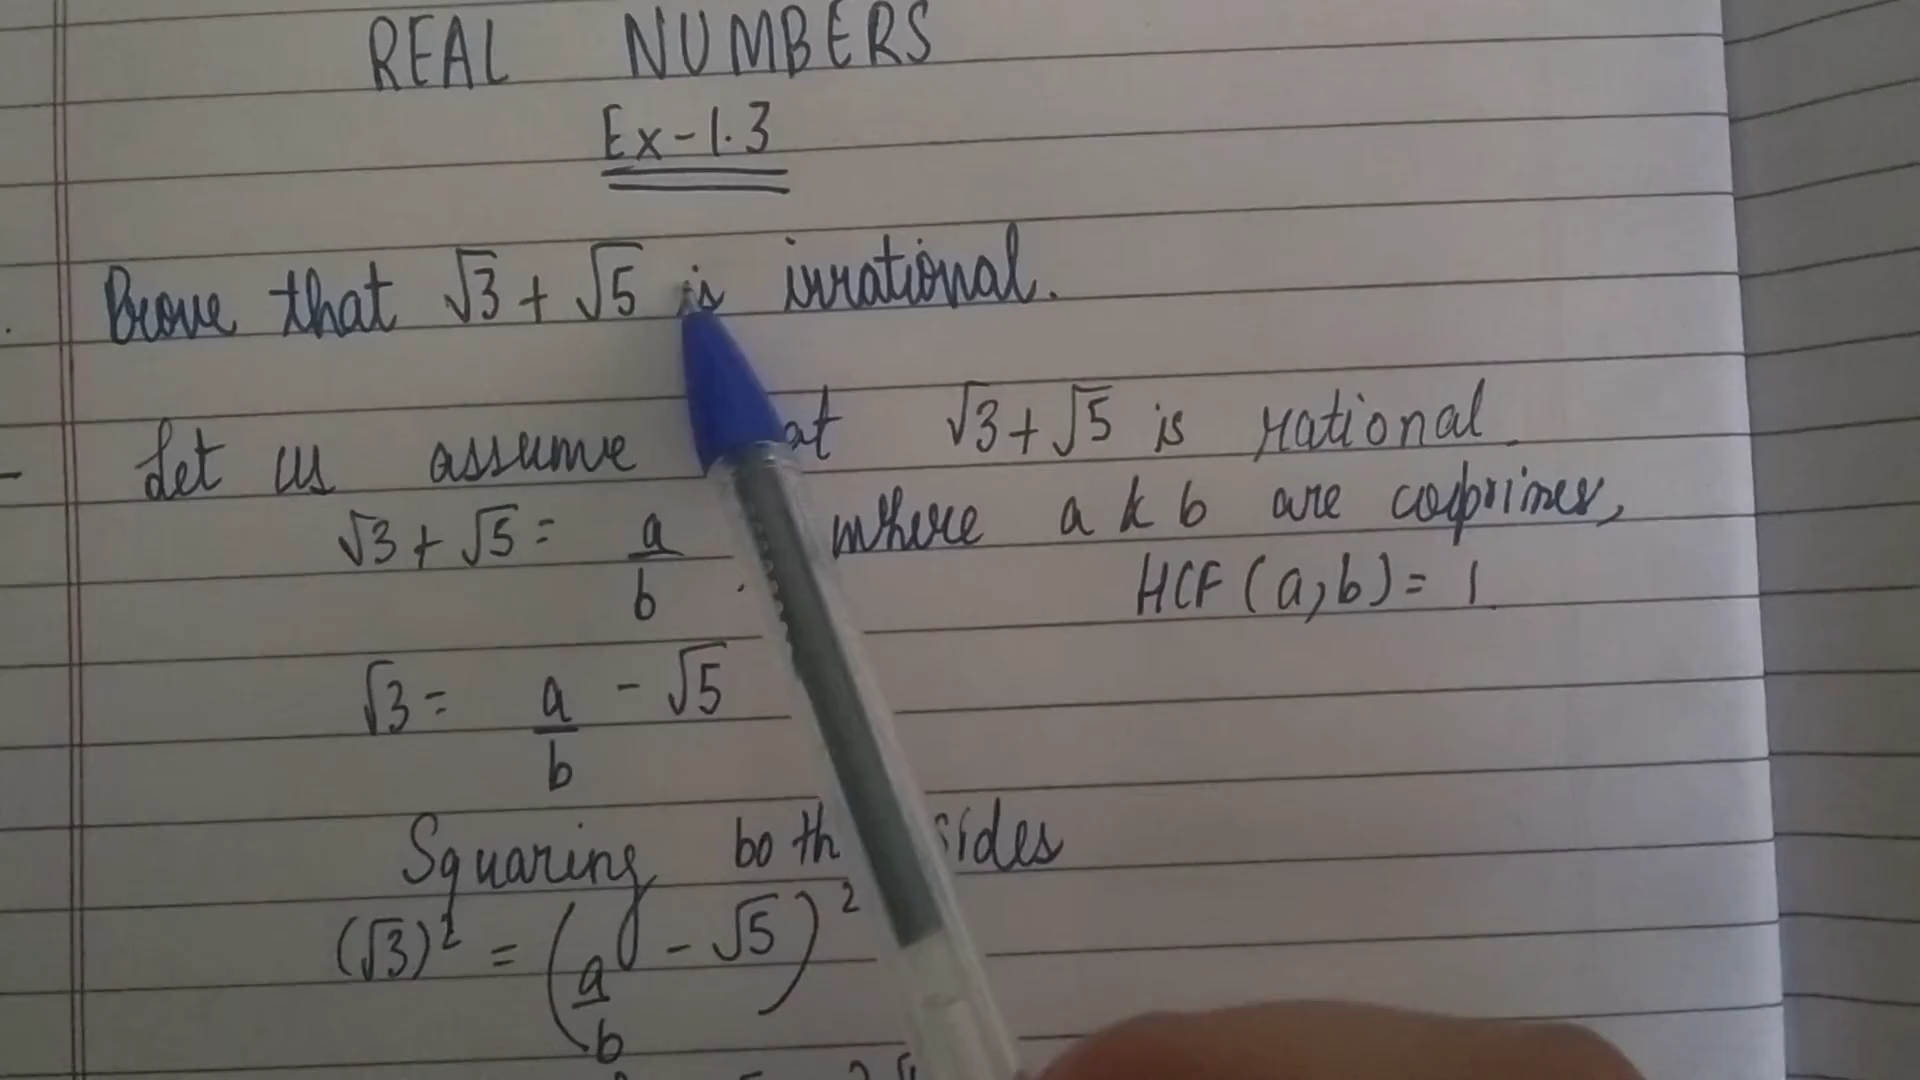 REAL NUMBERS
Ex-1.3
Prove that √3 + √5 is irrational.
Let us assume at √3 + √5 is rational.
√3 + √5 = a/b . where a & b are coprimes,
HCF (a, b) = 1
√3 = a/b - √5
Squaring both sides
(√3)² = (a/b - √5)²